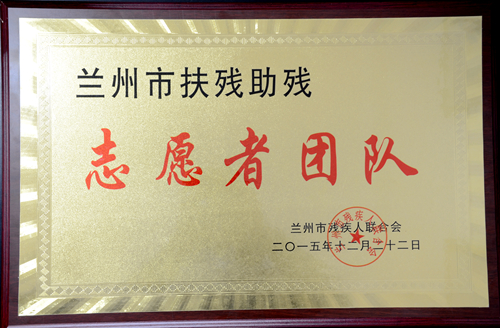 兰州市扶残助残
志愿者团队
兰州市残疾人联合会
二〇一五年十二月二十二日